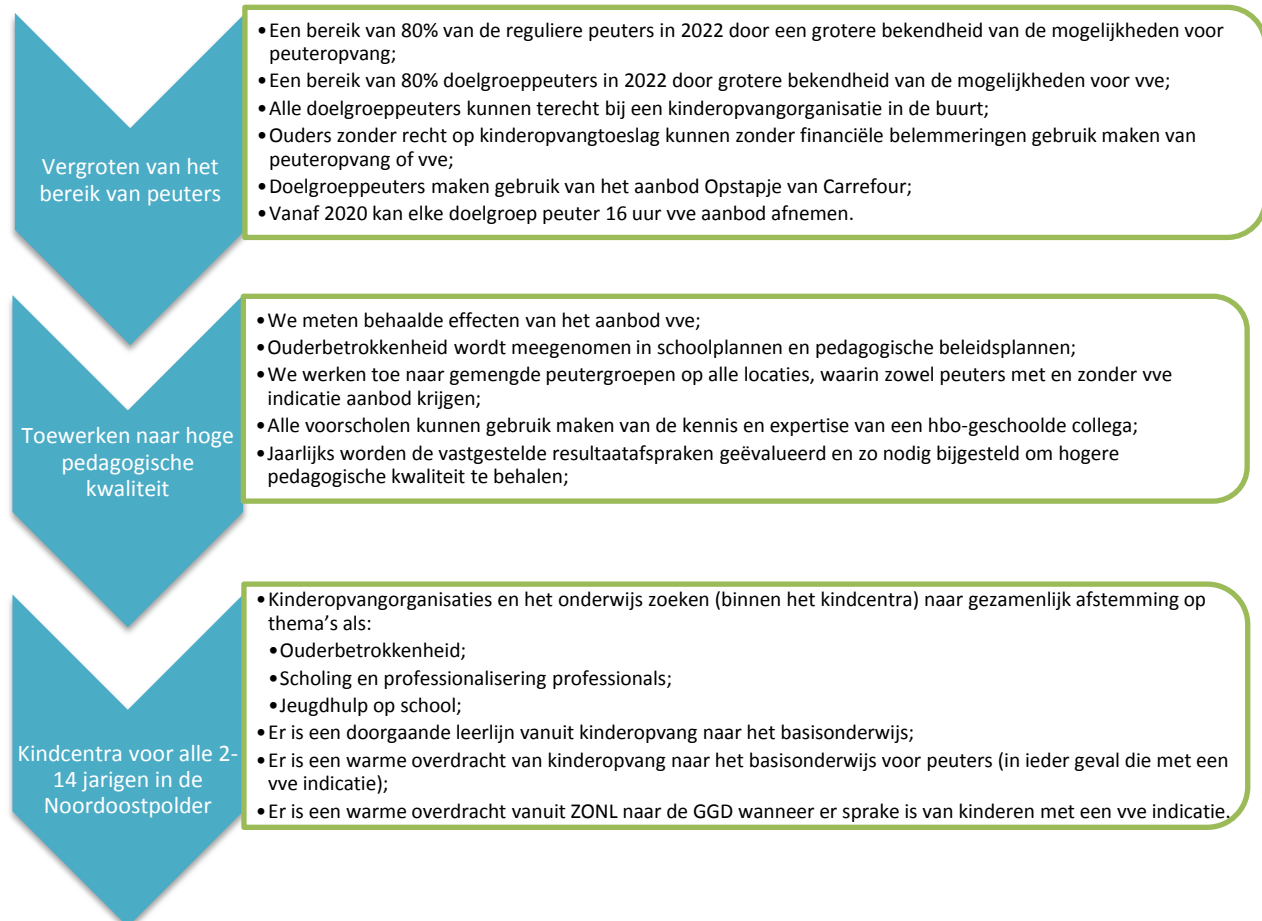 Vergroten van het
bereik van peuters
•Een bereik van 80% van de reguliere peuters in 2022 door een grotere bekendheid van de mogelijkheden voor
peuteropvang;
•Een bereik van 80% doelgroeppeuters in 2022 door grotere bekendheid van de mogelijkheden voor vve;
•Alle doelgroeppeuters kunnen terecht bij een kinderopvangorganisatie in de buurt;
•Ouders zonder recht op kinderopvangtoeslag kunnen zonder financiële belemmeringen gebruik maken van
peuteropvang of vve;
•Doelgroeppeuters maken gebruik van het aanbod Opstapje van Carrefour;
•Vanaf 2020 kan elke doelgroep peuter 16 uur vve aanbod afnemen.
Toewerken naar hoge
pedagogische
kwaliteit
•We meten behaalde effecten van het aanbod vve;
•Ouderbetrokkenheid wordt meegenomen in schoolplannen en pedagogische beleidsplannen;
•We werken toe naar gemengde peutergroepen op alle locaties, waarin zowel peuters met en zonder vve
indicatie aanbod krijgen;
•Alle voorscholen kunnen gebruik maken van de kennis en expertise van een hbo-geschoolde collega;
•Jaarlijks worden de vastgestelde resultaatafspraken geëvalueerd en zo nodig bijgesteld om hogere
pedagogische kwaliteit te behalen;
Kindcentra voor alle 2-
14 jarigen in de
Noordoostpolder
•Kinderopvangorganisaties en het onderwijs zoeken (binnen het kindcentra) naar gezamenlijk afstemming op
thema's als:
•Ouderbetrokkenheid;
•Scholing en professionalisering professionals;
•Jeugdhulp op school;
•Er is een doorgaande leerlijn vanuit kinderopvang naar het basisonderwijs;
•Er is een warme overdracht van kinderopvang naar het basisonderwijs voor peuters (in ieder geval die met een
vve indicatie);
•Er is een warme overdracht vanuit ZONL naar de GGD wanneer er sprake is van kinderen met een vve indicatie.